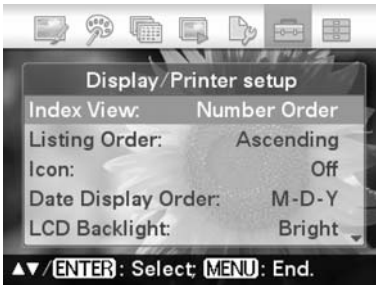 Display/Printer setup
Index View: Number Order
Listing Order: Ascending
Icon: Off
Date Display Order: M-D-Y
LCD Backlight: Bright
▲▼/ENTER: Select; MENU: End.